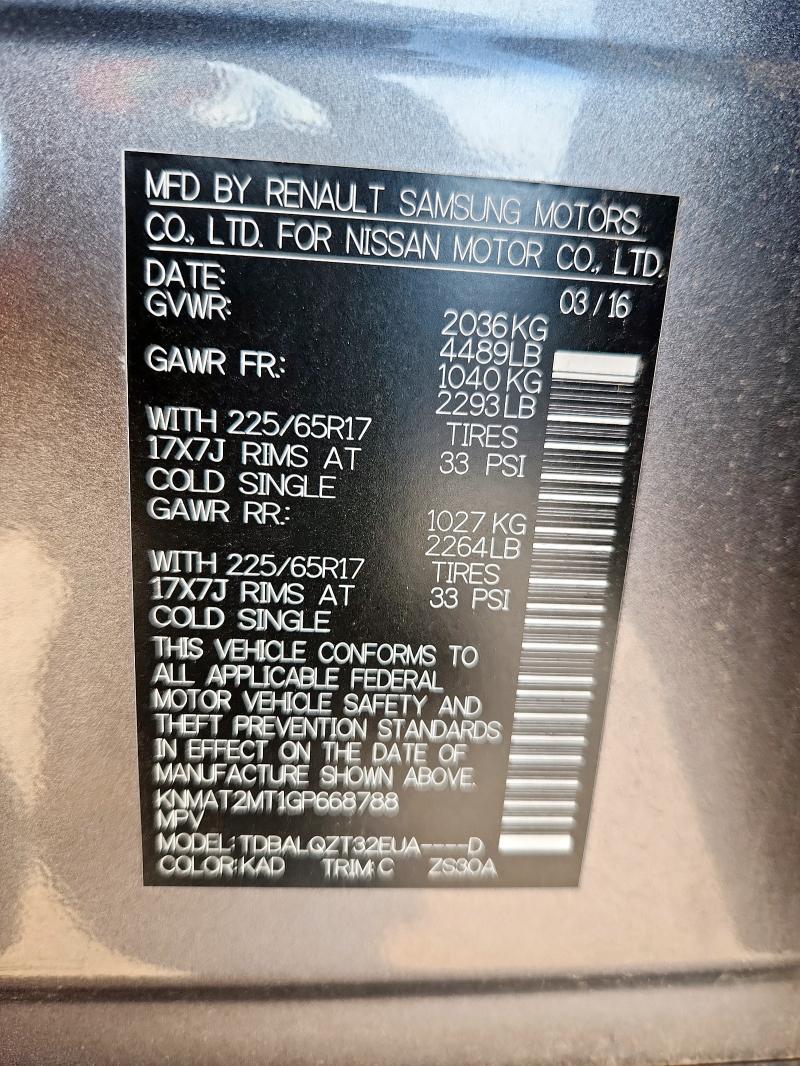 MFD BY RENAULT SAMSUNG MOTORS
CO., LTD. FOR NISSAN MOTOR CO., LTD.
DATE: 03/16
GVWR: 2036KG
4489LB
GAWR FR: 1040KG
2293LB
WITH 225/65R17 TIRES
17X7J RIMS AT 33 PSI
COLD SINGLE
GAWR RR: 1027KG
2264LB
WITH 225/65R17 TIRES
17X7J RIMS AT 33 PSI
COLD SINGLE
THIS VEHICLE CONFORMS TO
ALL APPLICABLE FEDERAL
MOTOR VEHICLE SAFETY AND
THEFT PREVENTION STANDARDS
IN EFFECT ON THE DATE OF
MANUFACTURE SHOWN ABOVE.
KNMAT2MT1GP668788
MPV
MODEL:TDBALQZT32EUA----D
COLOR:KAD TRIM:C ZS30A